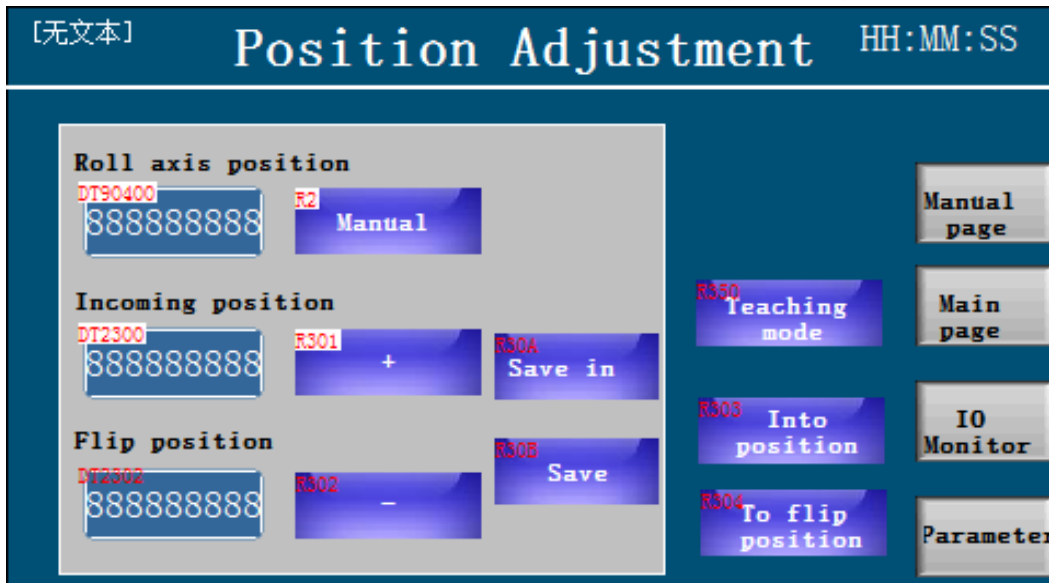 [无文本]
Position Adjustment
HH:MM:SS
Roll axis position
DT90400
888888888
R2
Manual
Incoming position
DT2300
888888888
R301
+
R30A
Save in
Flip position
DT2302
888888888
R302
-
R30B
Save
R350
Teaching
mode
R303
Into
position
R304
To flip
position
Manual
page
Main
page
IO
Monitor
Parameter